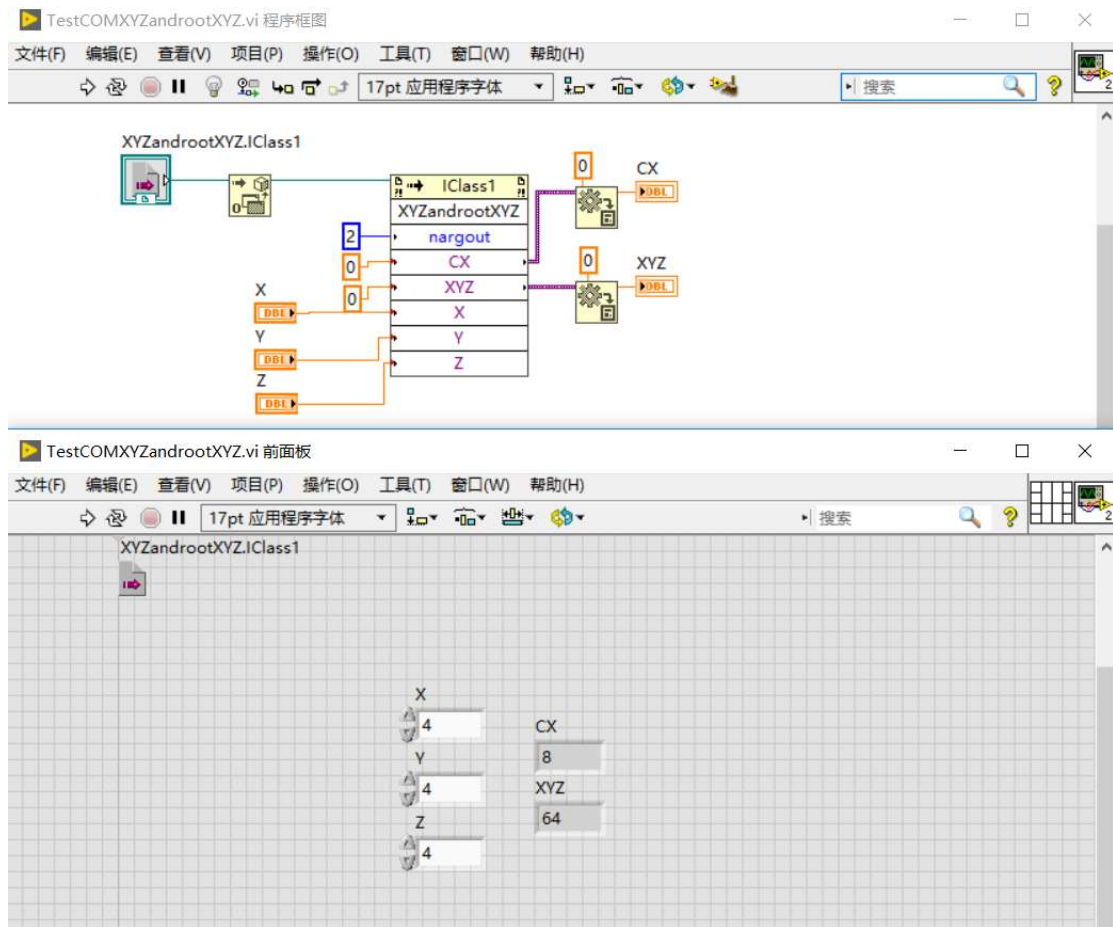 TestCOMXYZandrootXYZ.vi 程序框图
文件(F) 编辑(E) 查看(V) 项目(P) 操作(O) 工具(T) 窗口(W) 帮助(H)
17pt 应用程序字体 搜索 ? 2
XYZandrootXYZ.IClass1
0 CX
IClass1
DBL
XYZandrootXYZ
2 nargout
0 CX 0 XYZ
X 0 XYZ DBL
DBL X
Y Y
DBL Z
Z
DBL
TestCOMXYZandrootXYZ.vi 前面板
文件(F) 编辑(E) 查看(V) 项目(P) 操作(O) 工具(T) 窗口(W) 帮助(H)
17pt 应用程序字体 搜索 ? 2
XYZandrootXYZ.IClass1
X
4 CX
Y 8
4 XYZ
Z 64
4